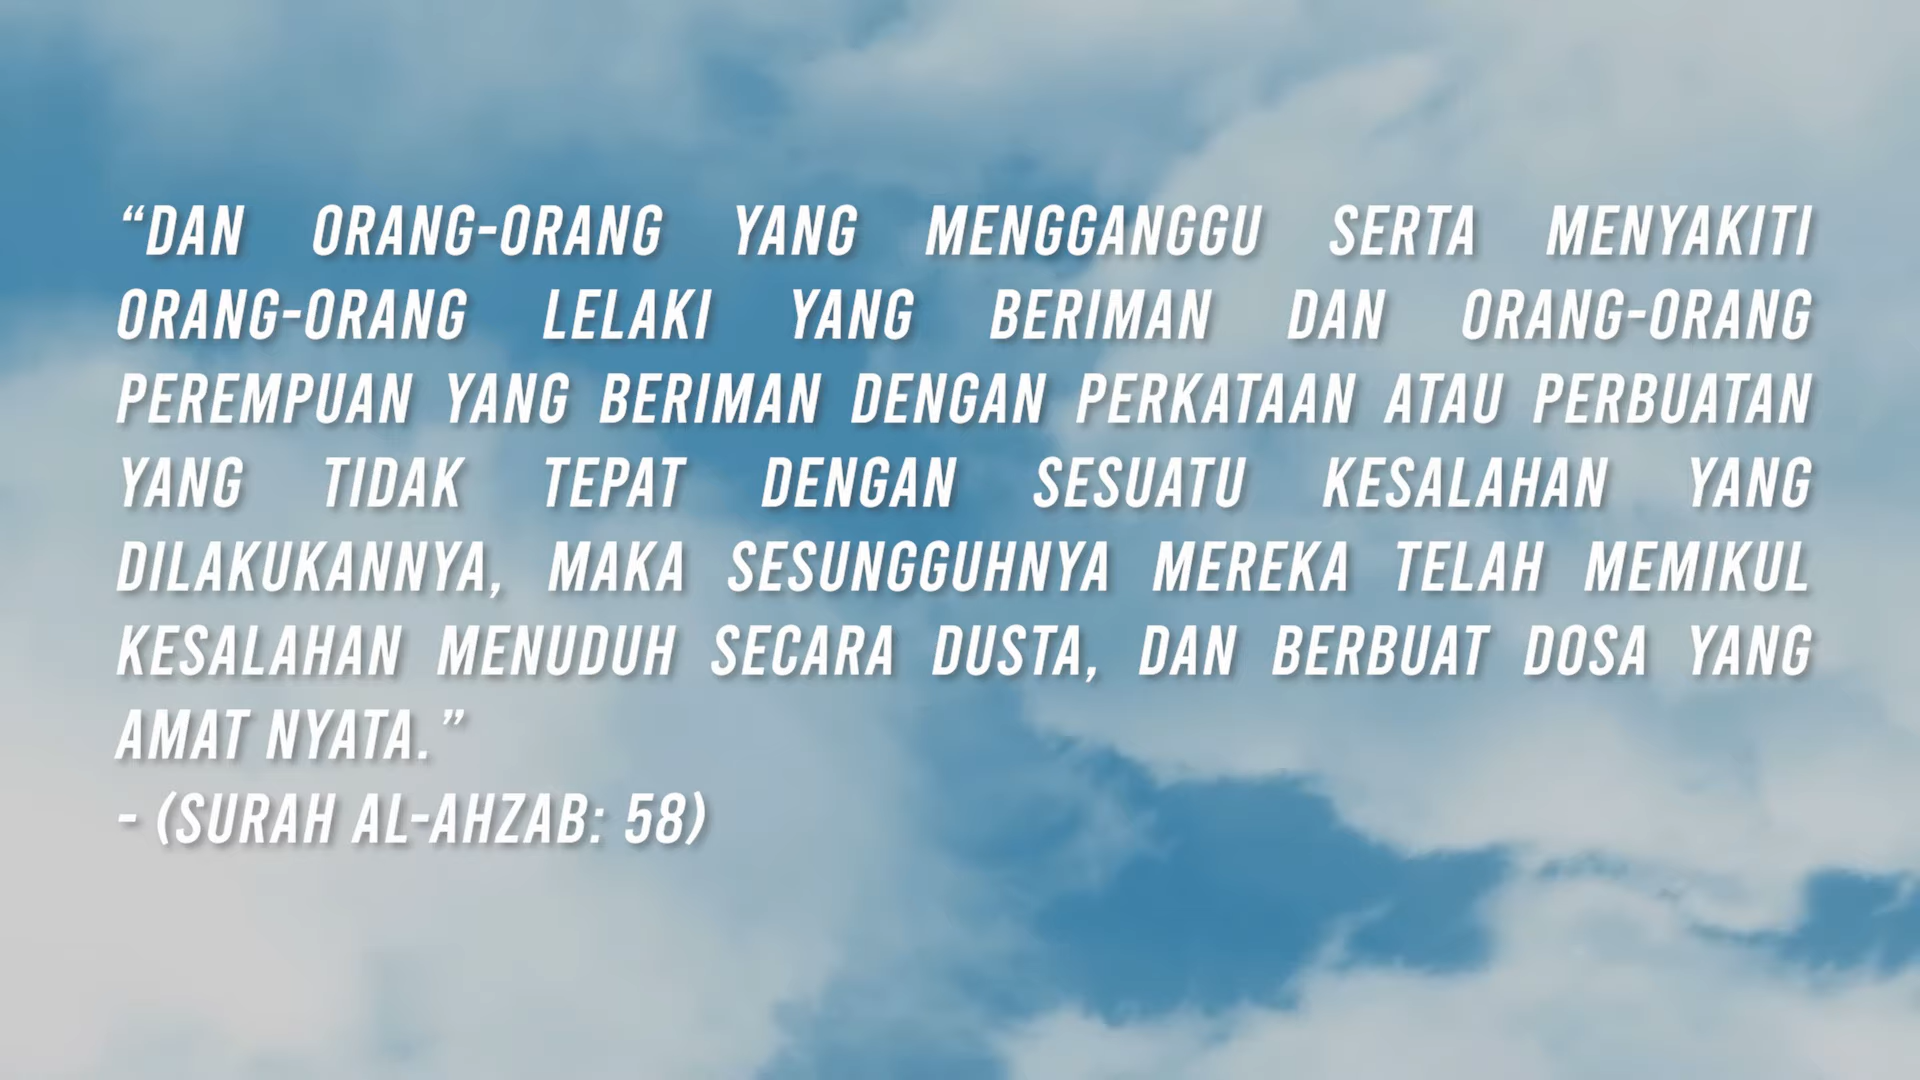 “DAN ORANG-ORANG YANG MENGGANGGU SERTA MENYAKITI
ORANG-ORANG LELAKI YANG BERIMAN DAN ORANG-ORANG
PEREMPUAN YANG BERIMAN DENGAN PERKATAAN ATAU PERBUATAN
YANG TIDAK TEPAT DENGAN SESUATU KESALAHAN YANG
DILAKUKANNYA, MAKA SESUNGGUHNYA MEREKA TELAH MEMIKUL
KESALAHAN MENUDUH SECARA DUSTA, DAN BERBUAT DOSA YANG
AMAT NYATA.”
- (SURAH AL-AHZAB: 58)